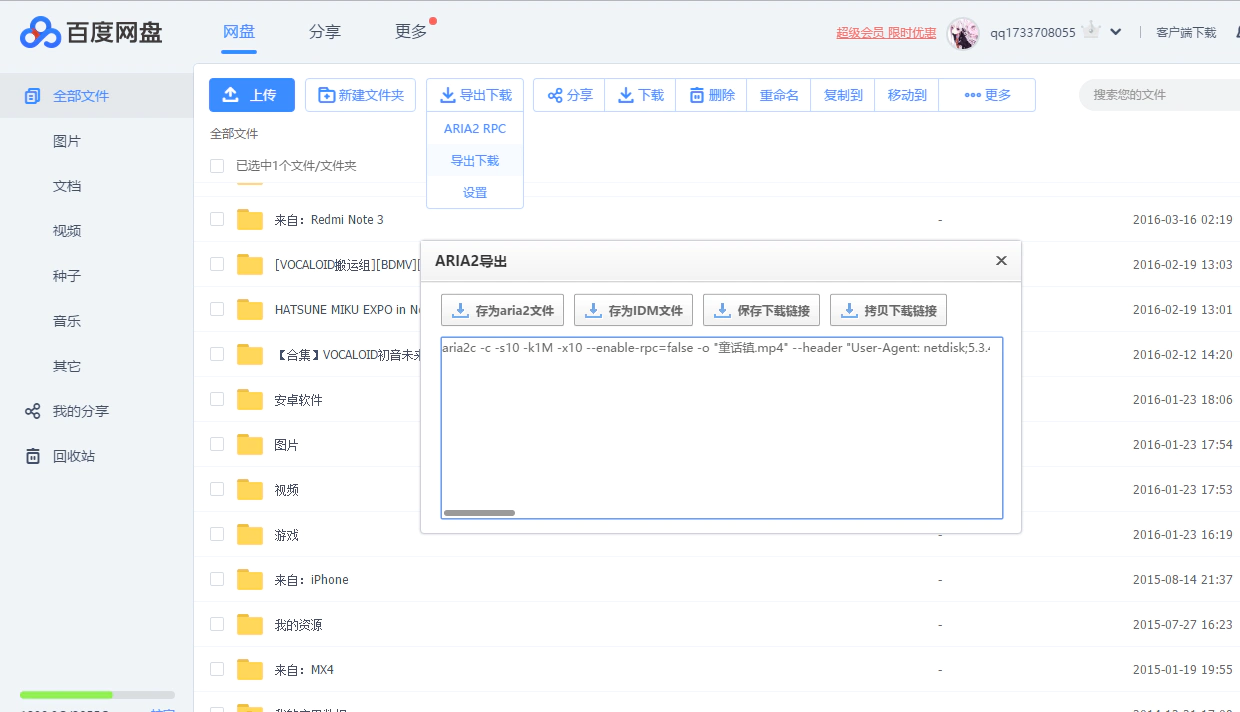 百度网盘
网盘 分享 更多
超级会员 限时优惠 qq1733708055 客户端下载
全部文件
图片
文档
视频
种子
音乐
其它
我的分享
回收站
上传 新建文件夹 导出下载 分享 下载 删除 重命名 复制到 移动到 更多 搜索您的文件
ARIA2 RPC
导出下载
设置
全部文件
已选中1个文件/文件夹
来自：Redmi Note 3 - 2016-03-16 02:19
[VOCALOID搬运组][BDMV][ 2016-02-19 13:03
HATSUNE MIKU EXPO in 2016-02-19 13:01
【合集】VOCALOID初音未来 2016-02-12 14:20
安卓软件 2016-01-23 18:06
图片 2016-01-23 17:54
视频 2016-01-23 17:53
游戏 - 2016-01-23 16:19
来自：iPhone - 2015-08-14 21:37
我的资源 - 2015-07-27 16:23
来自：MX4 - 2015-01-19 19:55
ARIA2导出
存为aria2文件 存为IDM文件 保存下载链接 拷贝下载链接
aria2c -c -s10 -k1M -x10 --enable-rpc=false -o "童话镇.mp4" --header "User-Agent: netdisk;5.3.